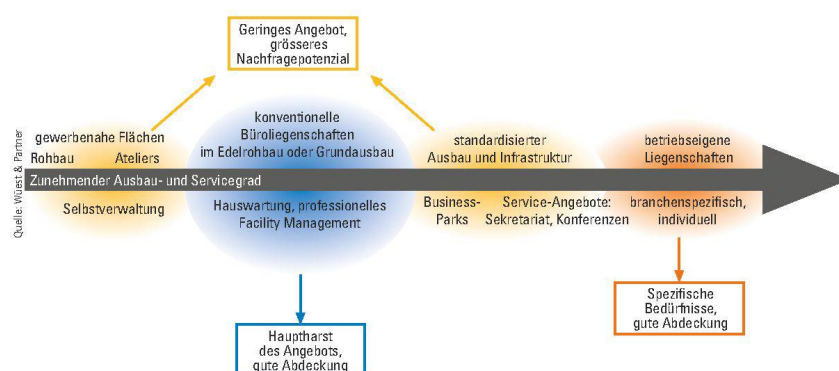 Geringes Angebot,
grösseres
Nachfragepotenzial
gewerbenahe Flächen
Rohbau Ateliers
konventionelle
Büroliegenschaften
im Edelrohbau oder Grundausbau
standardisierter
Ausbau und Infrastruktur
betriebseigene
Liegenschaften
Zunehmender Ausbau- und Servicegrad
Selbstverwaltung
Hauswartung, professionelles
Facility Management
Business-
Parks
Service-Angebote:
Sekretariat, Konferenzen
branchenspezifisch,
individuell
Hauptharst
des Angebots,
gute Abdeckung
Spezifische
Bedürfnisse,
gute Abdeckung
Quelle: Wüest & Partner